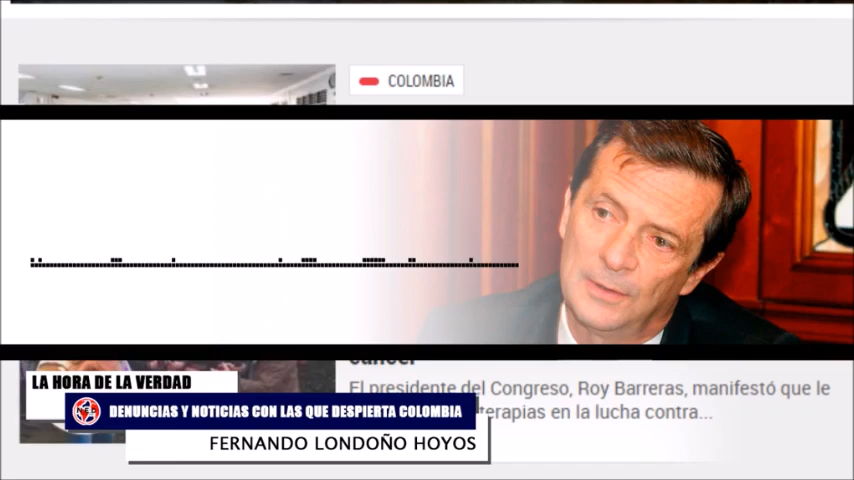 COLOMBIA
cáncer
El presidente del Congreso, Roy Barreras, manifestó que le
terapias en la lucha contra...
LA HORA DE LA VERDAD
DENUNCIAS Y NOTICIAS CON LAS QUE DESPIERTA COLOMBIA
FERNANDO LONDOÑO HOYOS